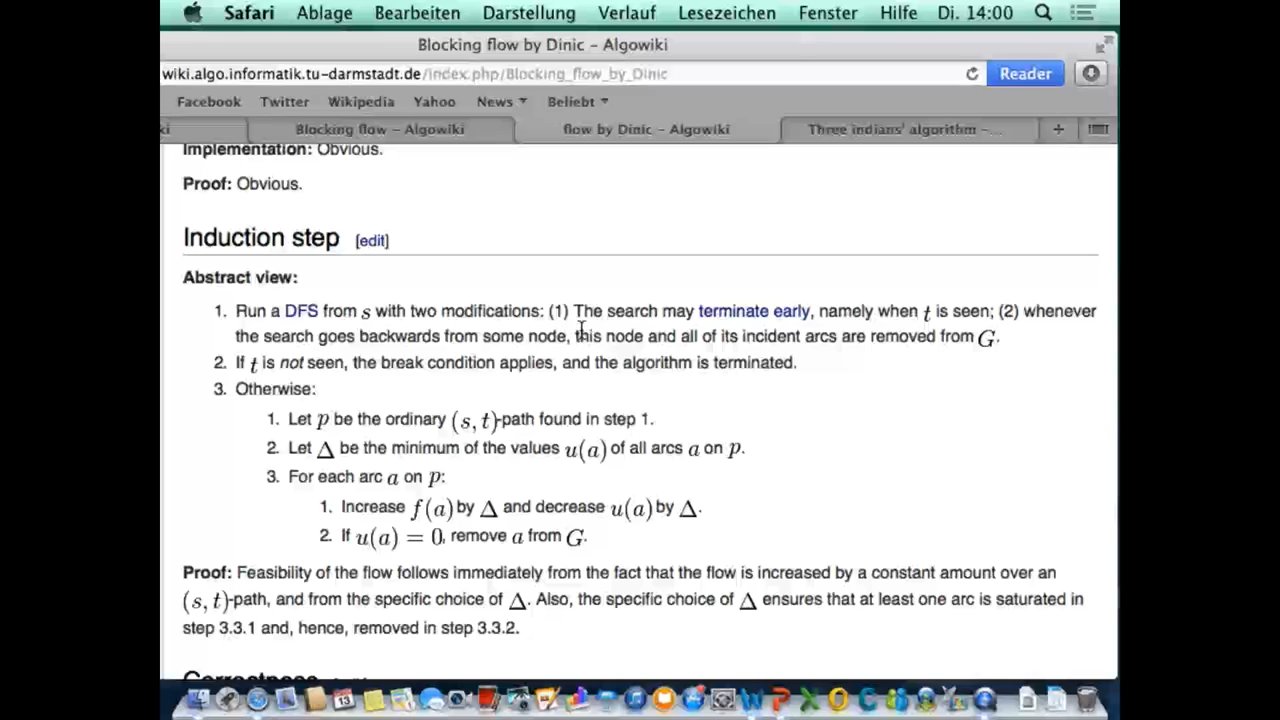 Safari Ablage Bearbeiten Darstellung Verlauf Lesezeichen Fenster Hilfe Di. 14:00
Blocking flow by Dinic – Algowiki
wiki.algo.informatik.tu-darmstadt.de/index.php/Blocking_flow_by_Dinic
Reader
Facebook Twitter Wikipedia Yahoo News Beliebt
ki Blocking flow – Algowiki flow by Dinic – Algowiki Three indians' algorithm –... +
Implementation: Obvious.
Proof: Obvious.
Induction step [edit]
Abstract view:
1. Run a DFS from s with two modifications: (1) The search may terminate early, namely when t is seen; (2) whenever
the search goes backwards from some node, this node and all of its incident arcs are removed from G.
2. If t is not seen, the break condition applies, and the algorithm is terminated.
3. Otherwise:
1. Let p be the ordinary (s, t)-path found in step 1.
2. Let Δ be the minimum of the values u(a) of all arcs a on p.
3. For each arc a on p:
1. Increase f(a) by Δ and decrease u(a) by Δ.
2. If u(a) = 0, remove a from G.
Proof: Feasibility of the flow follows immediately from the fact that the flow is increased by a constant amount over an
(s, t)-path, and from the specific choice of Δ. Also, the specific choice of Δ ensures that at least one arc is saturated in
step 3.3.1 and, hence, removed in step 3.3.2.
Correctness
13